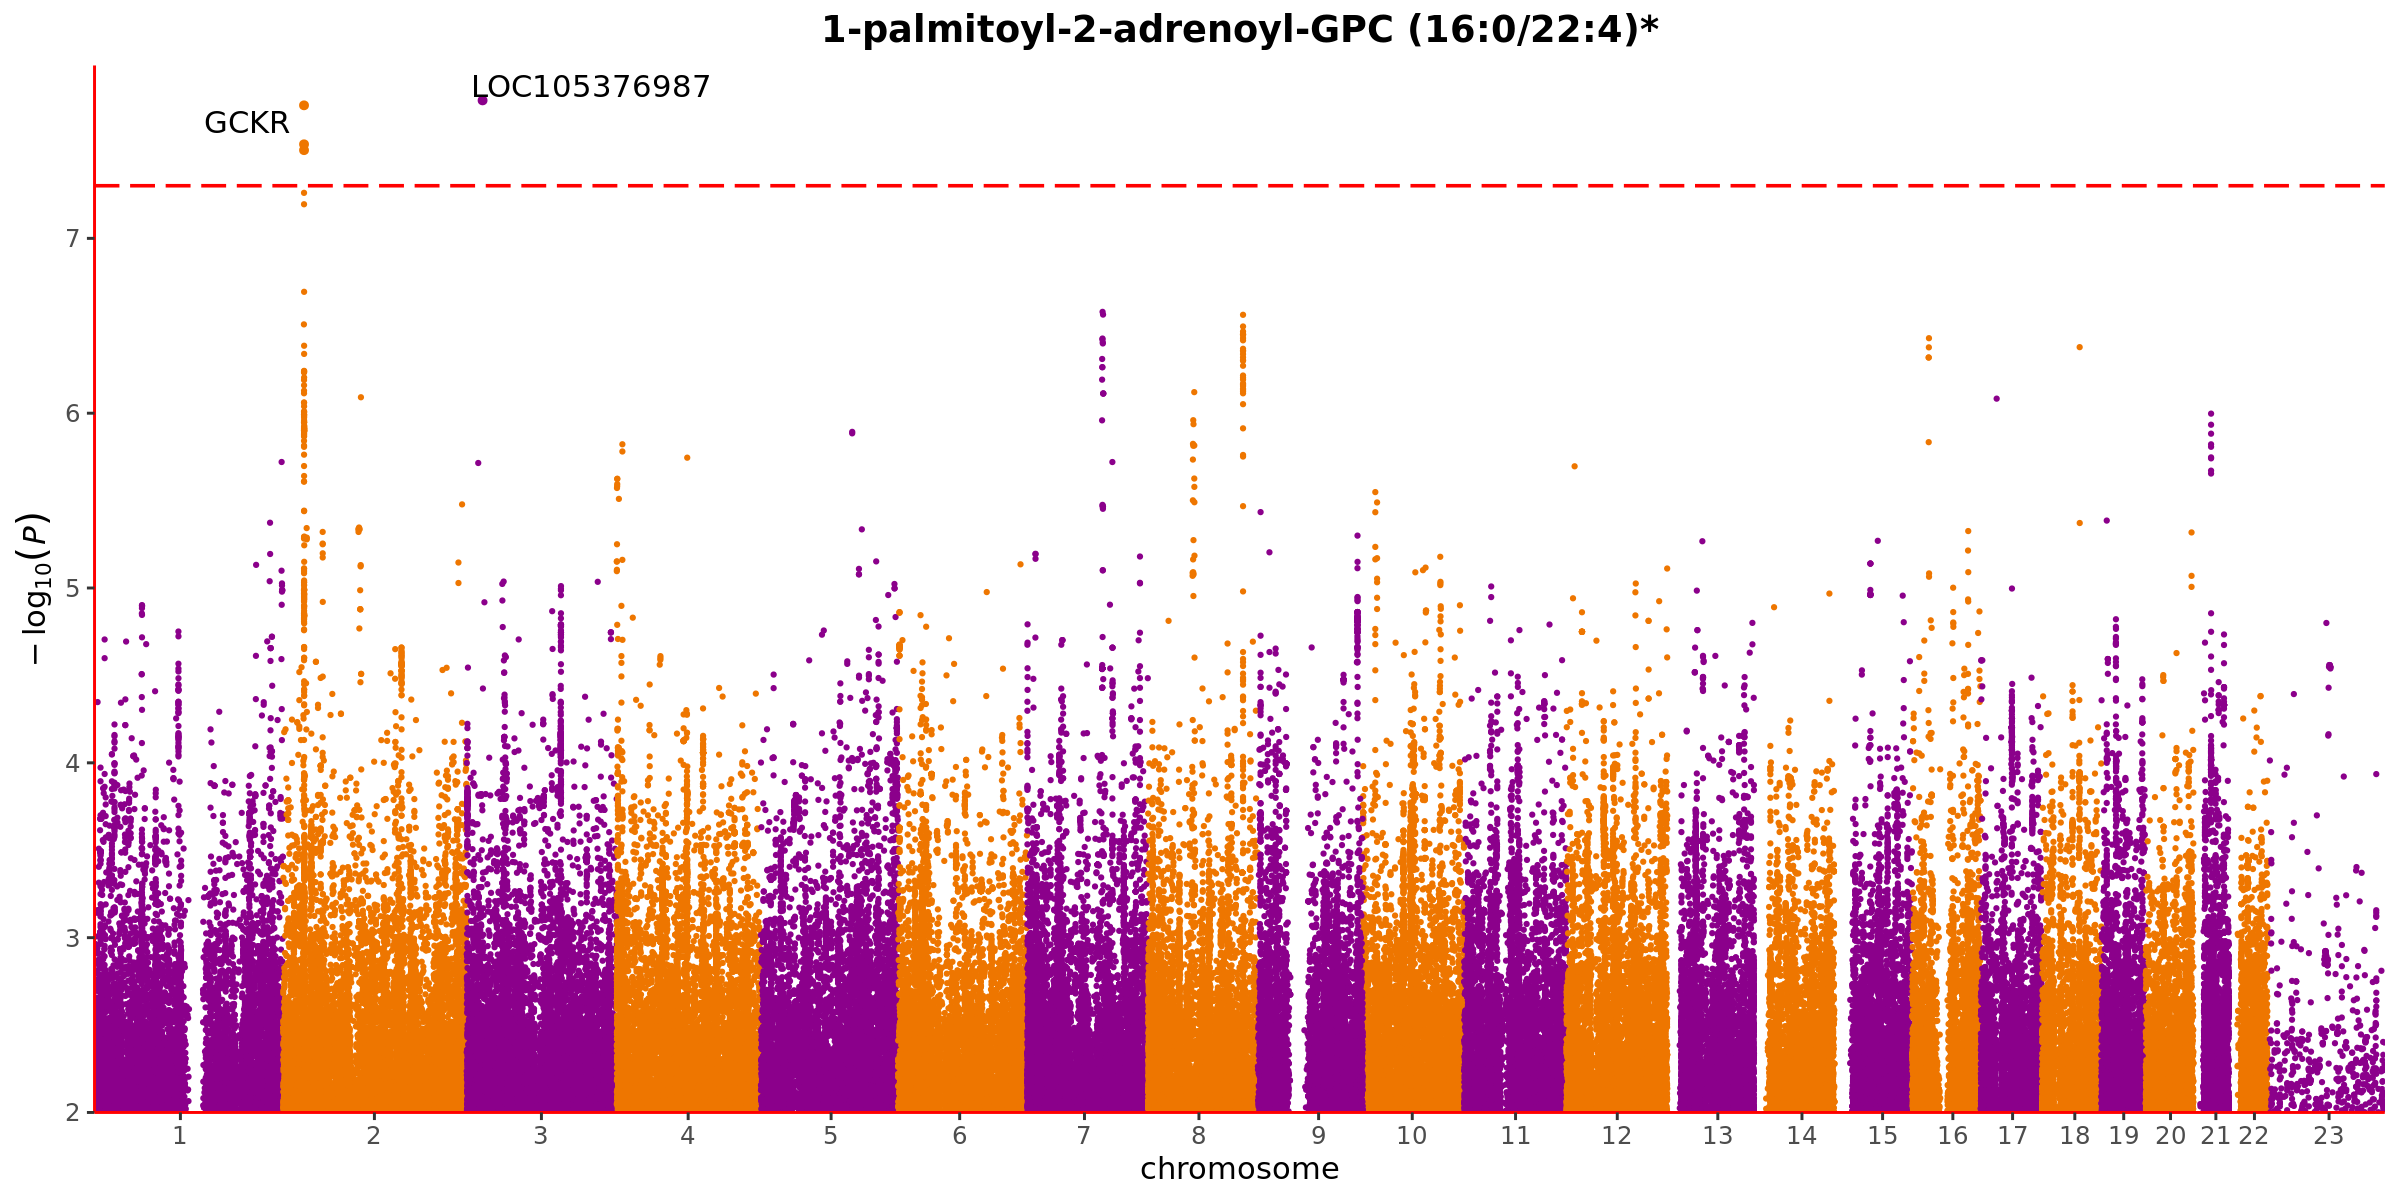 1-palmitoyl-2-adrenoyl-GPC (16:0/22:4)*
LOC105376987
GCKR
7
6
5
4
3
2
− log₁₀(P)
1 2 3 4 5 6 7 8 9 10 11 12 13 14 15 16 17 18 19 20 21 22 23
chromosome